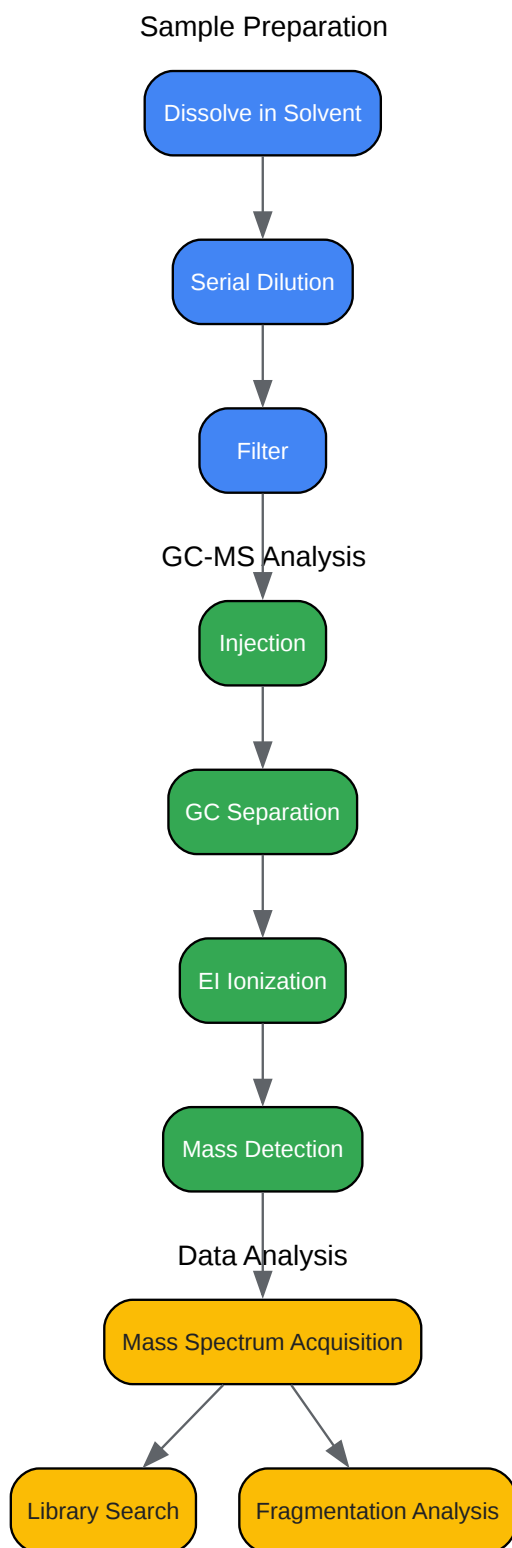 Sample Preparation
Dissolve in Solvent
Serial Dilution
Filter
GC-MS Analysis
Injection
GC Separation
EI Ionization
Mass Detection
Data Analysis
Mass Spectrum Acquisition
Library Search
Fragmentation Analysis